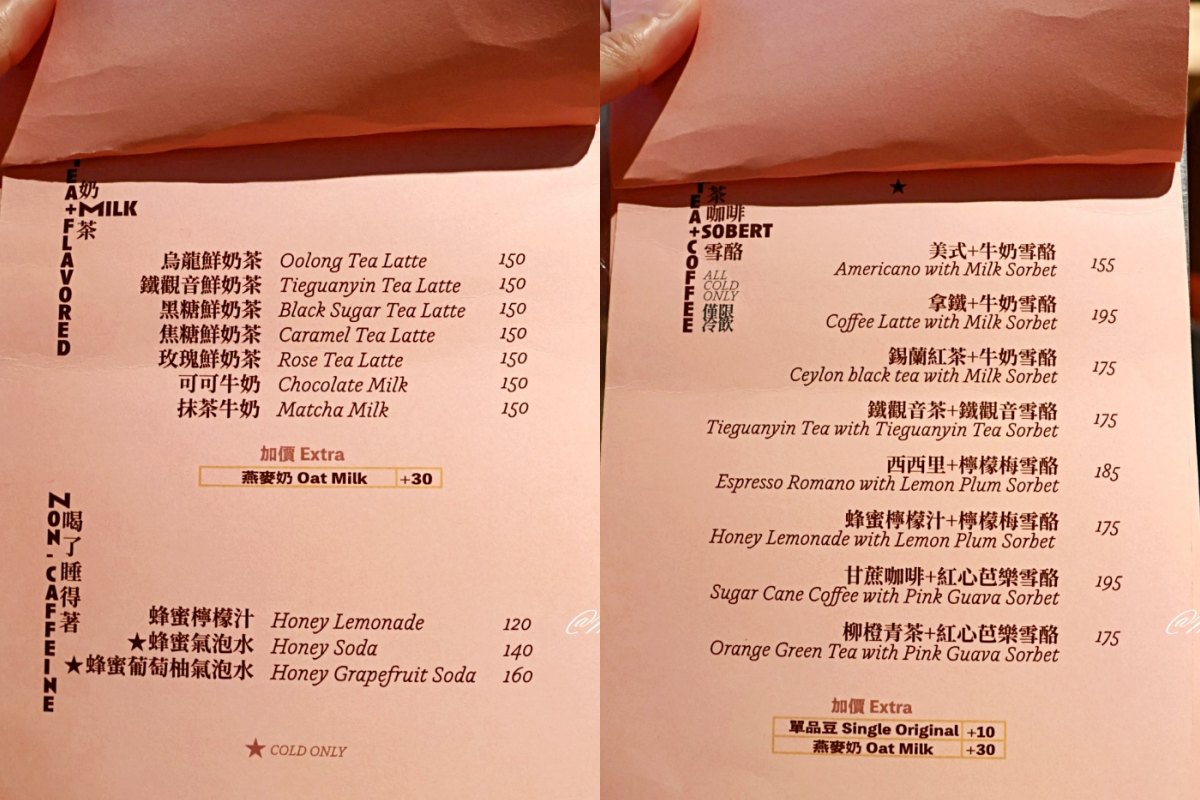 TEA+FLAVORED
奶茶
MILK
烏龍鮮奶茶 Oolong Tea Latte 150
鐵觀音鮮奶茶 Tieguanyin Tea Latte 150
黑糖鮮奶茶 Black Sugar Tea Latte 150
焦糖鮮奶茶 Caramel Tea Latte 150
玫瑰鮮奶茶 Rose Tea Latte 150
可可牛奶 Chocolate Milk 150
抹茶牛奶 Matcha Milk 150
加價 Extra
燕麥奶 Oat Milk +30
NON-CAFFEINE
喝了睡得著
蜂蜜檸檬汁 Honey Lemonade 120
★蜂蜜氣泡水 Honey Soda 140
★蜂蜜葡萄柚氣泡水 Honey Grapefruit Soda 160
★ COLD ONLY
★
TEA+COFFEE
茶
咖啡
SOBERT
雪酪
ALL
COLD
ONLY
僅限
冷飲
美式+牛奶雪酪
Americano with Milk Sorbet 155
拿鐵+牛奶雪酪
Coffee Latte with Milk Sorbet 195
錫蘭紅茶+牛奶雪酪
Ceylon black tea with Milk Sorbet 175
鐵觀音茶+鐵觀音雪酪
Tieguanyin Tea with Tieguanyin Tea Sorbet 175
西西里+檸檬梅雪酪
Espresso Romano with Lemon Plum Sorbet 185
蜂蜜檸檬汁+檸檬梅雪酪
Honey Lemonade with Lemon Plum Sorbet 175
甘蔗咖啡+紅心芭樂雪酪
Sugar Cane Coffee with Pink Guava Sorbet 195
柳橙青茶+紅心芭樂雪酪
Orange Green Tea with Pink Guava Sorbet 175
加價 Extra
單品豆 Single Original +10
燕麥奶 Oat Milk +30